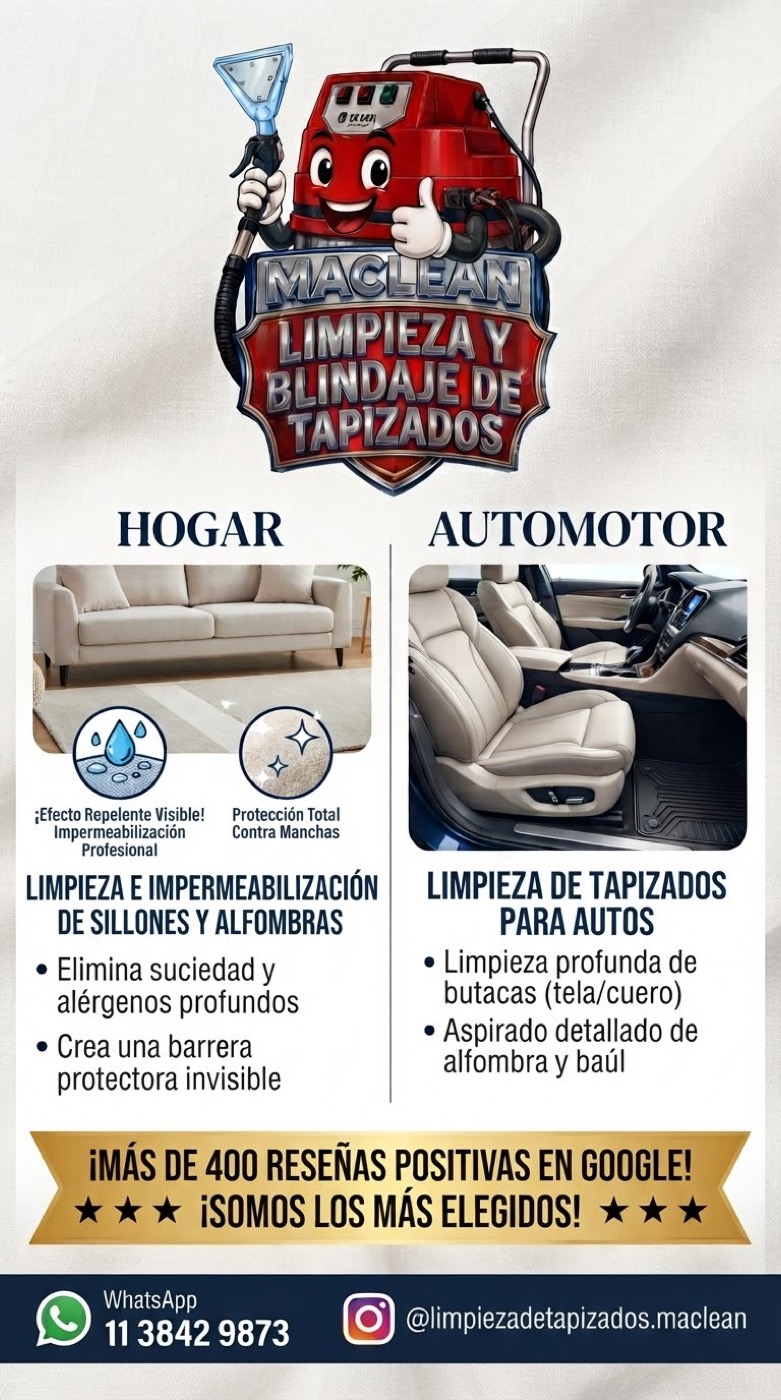 MACLEAN
LIMPIEZA Y
BLINDAJE DE
TAPIZADOS
HOGAR
¡Efecto Repelente Visible!
Impermeabilización
Profesional
Protección Total
Contra Manchas
LIMPIEZA E IMPERMEABILIZACIÓN
DE SILLONES Y ALFOMBRAS
• Elimina suciedad y
alérgenos profundos
• Crea una barrera
protectora invisible
AUTOMOTOR
LIMPIEZA DE TAPIZADOS
PARA AUTOS
• Limpieza profunda de
butacas (tela/cuero)
• Aspirado detallado de
alfombra y baúl
¡MÁS DE 400 RESEÑAS POSITIVAS EN GOOGLE!
★ ★ ★ ¡SOMOS LOS MÁS ELEGIDOS! ★ ★ ★
WhatsApp
11 3842 9873
@limpiezadetapizados.maclean